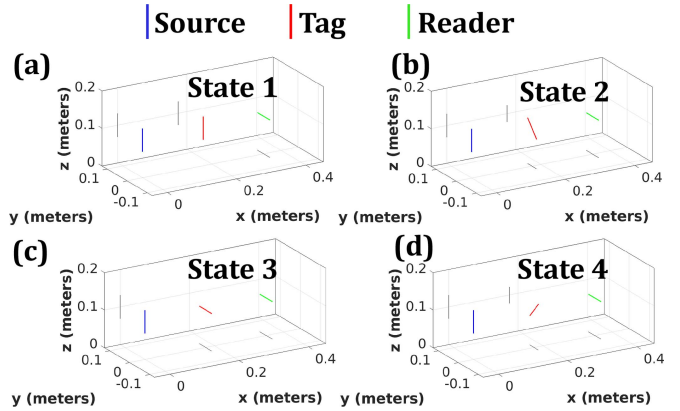 Source Tag Reader
(a) (b)
State 1 State 2
0.2 0.2
0.1 0.1
0 0
0.1 0.1
0 0
-0.1 -0.1
0 0.2 0.4 0 0.2 0.4
z (meters) z (meters)
y (meters) x (meters) y (meters) x (meters)
(c) (d)
State 3 State 4
0.2 0.2
0.1 0.1
0 0
0.1 0.1
0 0
-0.1 -0.1
0 0.2 0.4 0 0.2 0.4
z (meters) z (meters)
y (meters) x (meters) y (meters) x (meters)